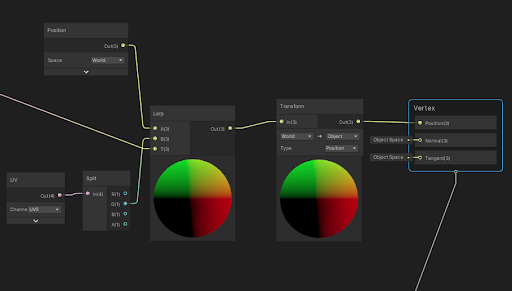 Position
Out(3)
Space World
Lerp
A(3)
B(3)
T(3)
Out(3)
Transform
In(3)
Out(3)
World → Object
Type Position
Vertex
Position(3)
Object Space Normal(3)
Object Space Tangent(3)
UV
Out(4)
Channe UV0
Split
In(4)
R(1)
G(1)
B(1)
A(1)